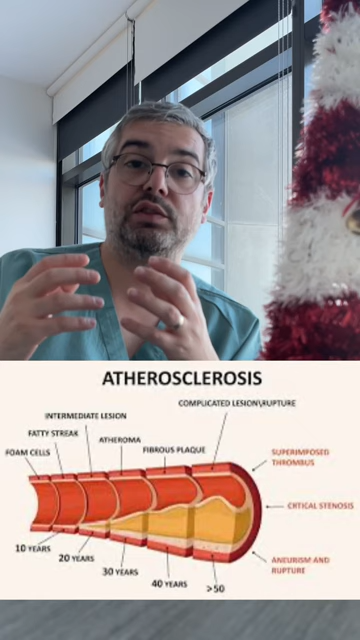 ATHEROSCLEROSIS
COMPLICATED LESION\RUPTURE
INTERMEDIATE LESION
FATTY STREAK
ATHEROMA
FIBROUS PLAQUE
FOAM CELLS
SUPERIMPOSED
THROMBUS
CRTICAL STENOSIS
ANEURISM AND
RUPTURE
10 YEARS
20 YEARS
30 YEARS
40 YEARS
>50